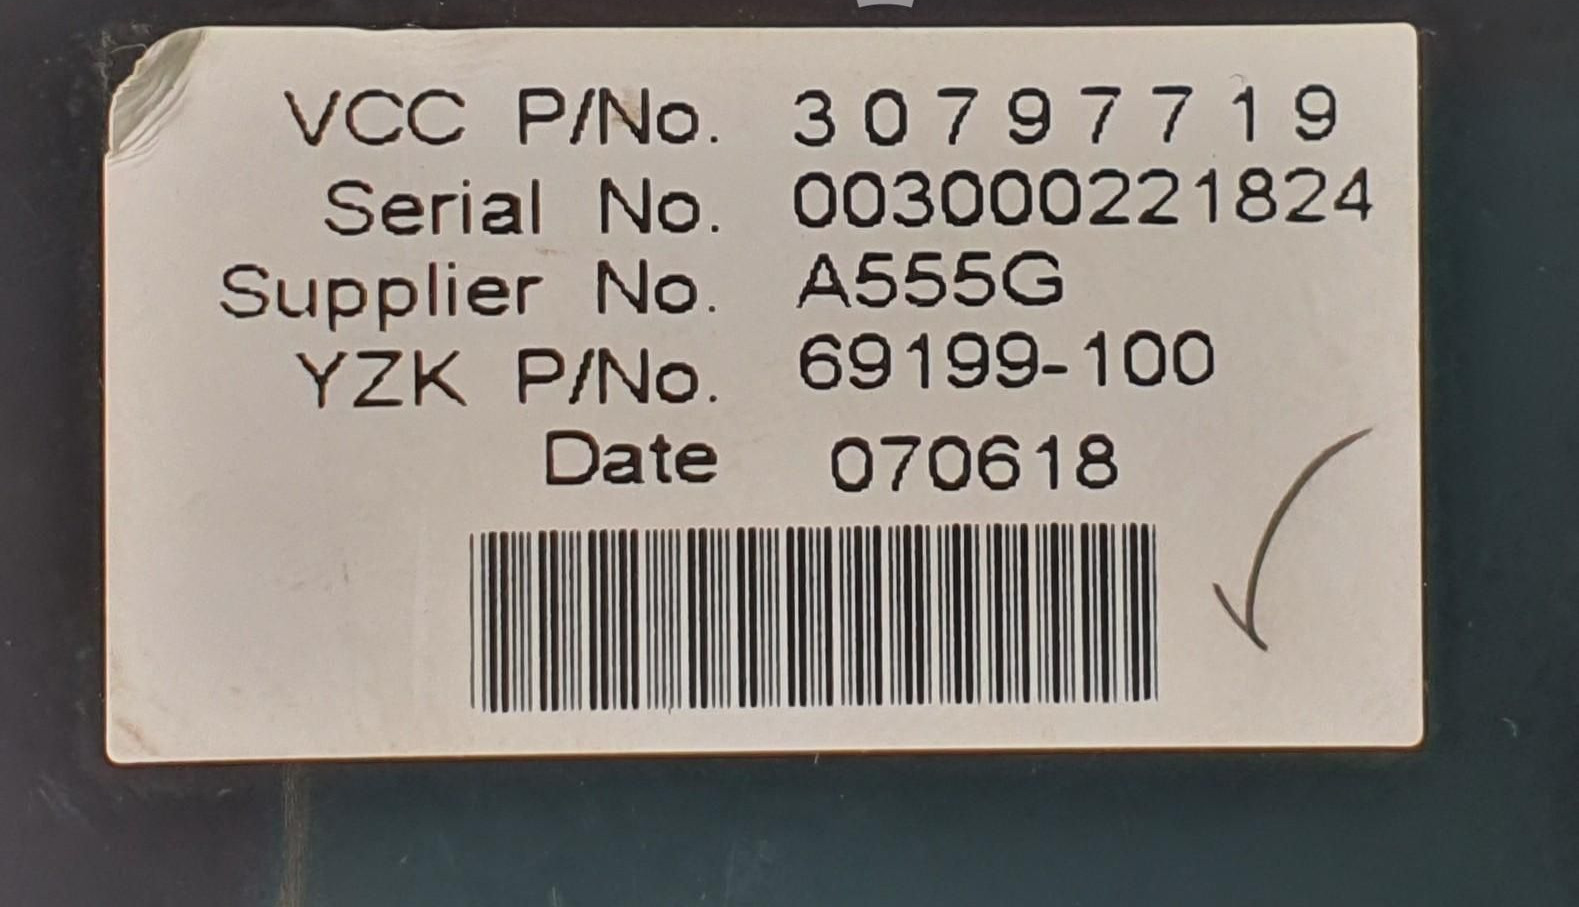 VCC P/No. 30797719
Serial No. 003000221824
Supplier No. A555G
YZK P/No. 69199-100
Date 070618